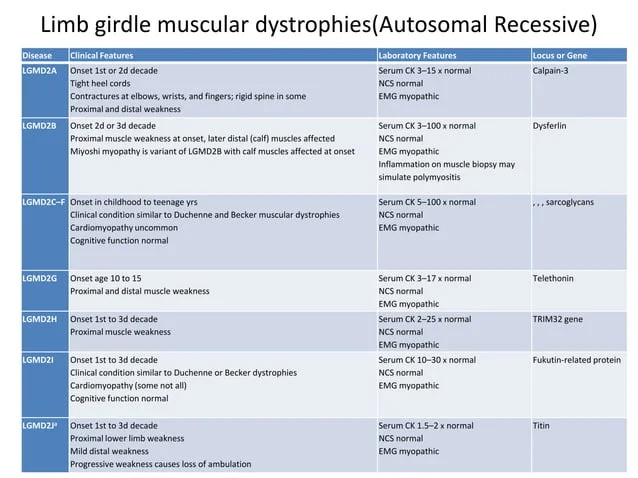 Limb girdle muscular dystrophies(Autosomal Recessive)
Disease Clinical Features Laboratory Features Locus or Gene
LGMD2A Onset 1st or 2d decade Serum CK 3–15 x normal Calpain-3
Tight heel cords NCS normal
Contractures at elbows, wrists, and fingers; rigid spine in some EMG myopathic
Proximal and distal weakness
LGMD2B Onset 2d or 3d decade Serum CK 3–100 x normal Dysferlin
Proximal muscle weakness at onset, later distal (calf) muscles affected NCS normal
Miyoshi myopathy is variant of LGMD2B with calf muscles affected at onset EMG myopathic
Inflammation on muscle biopsy may
simulate polymyositis
LGMD2C–F Onset in childhood to teenage yrs Serum CK 5–100 x normal , , , sarcoglycans
Clinical condition similar to Duchenne and Becker muscular dystrophies NCS normal
Cardiomyopathy uncommon EMG myopathic
Cognitive function normal
LGMD2G Onset age 10 to 15 Serum CK 3–17 x normal Telethonin
Proximal and distal muscle weakness NCS normal
EMG myopathic
LGMD2H Onset 1st to 3d decade Serum CK 2–25 x normal TRIM32 gene
Proximal muscle weakness NCS normal
EMG myopathic
LGMD2I Onset 1st to 3d decade Serum CK 10–30 x normal Fukutin-related protein
Clinical condition similar to Duchenne or Becker dystrophies NCS normal
Cardiomyopathy (some not all) EMG myopathic
Cognitive function normal
LGMD2Jᵃ Onset 1st to 3d decade Serum CK 1.5–2 x normal Titin
Proximal lower limb weakness NCS normal
Mild distal weakness EMG myopathic
Progressive weakness causes loss of ambulation